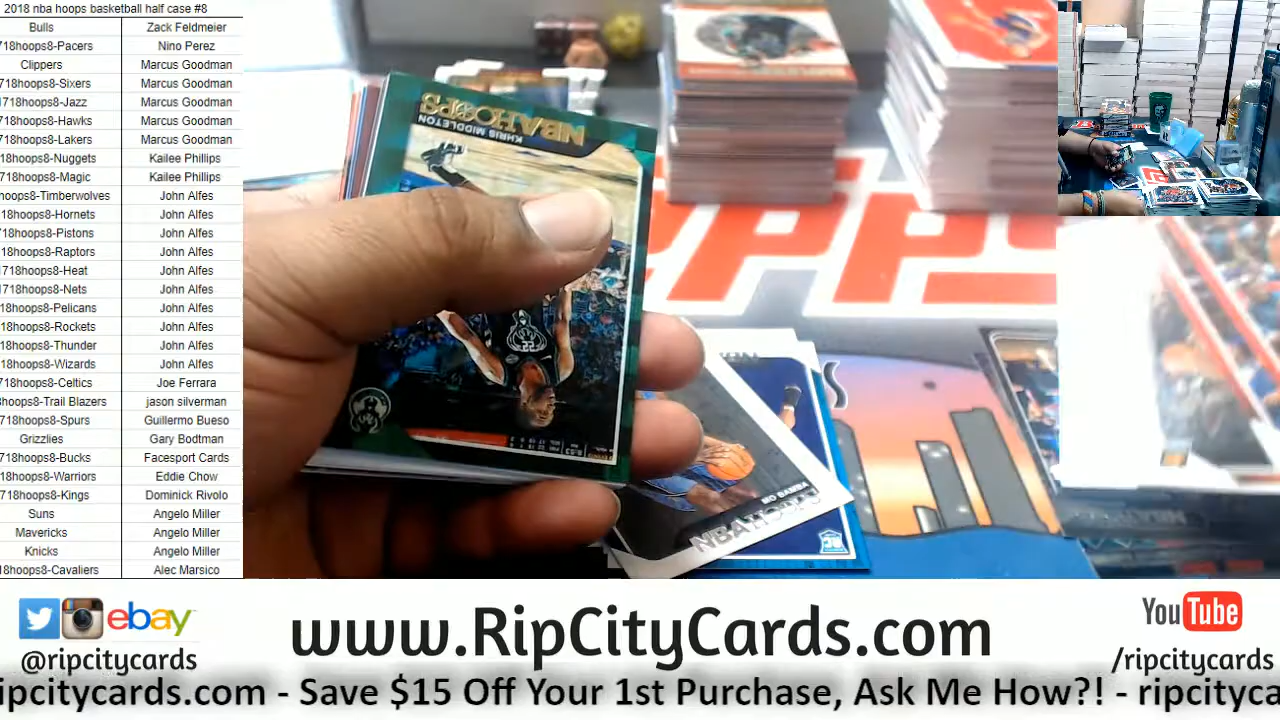 2018 nba hoops basketball half case #8
Bulls Zack Feldmeier
718hoops8-Pacers Nino Perez
Clippers Marcus Goodman
718hoops8-Sixers Marcus Goodman
1718hoops8-Jazz Marcus Goodman
718hoops8-Hawks Marcus Goodman
718hoops8-Lakers Marcus Goodman
18hoops8-Nuggets Kailee Phillips
718hoops8-Magic Kailee Phillips
hoops8-Timberwolves John Alfes
18hoops8-Hornets John Alfes
718hoops8-Pistons John Alfes
18hoops8-Raptors John Alfes
718hoops8-Heat John Alfes
1718hoops8-Nets John Alfes
18hoops8-Pelicans John Alfes
18hoops8-Rockets John Alfes
18hoops8-Thunder John Alfes
18hoops8-Wizards John Alfes
718hoops8-Celtics Joe Ferrara
hoops8-Trail Blazers jason silverman
718hoops8-Spurs Guillermo Bueso
Grizzlies Gary Bodtman
718hoops8-Bucks Facesport Cards
18hoops8-Warriors Eddie Chow
718hoops8-Kings Dominick Rivolo
Suns Angelo Miller
Mavericks Angelo Miller
Knicks Angelo Miller
18hoops8-Cavaliers Alec Marsico
NBA HOOPS
KHRIS MIDDLETON
22
MO BAMBA
NBA HOOPS
ebay
@ripcitycards
www.RipCityCards.com
YouTube
/ripcitycards
ipcitycards.com - Save $15 Off Your 1st Purchase, Ask Me How?! - ripcityca